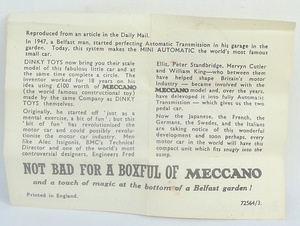 Reproduced from an article in the Daily Mail.
In 1947, a Belfast man, started perfecting Automatic Transmission in his garage in the
garden. Today, this system makes the MINI AUTOMATIC the world's most famous
small car.
DINKY TOYS now bring you their scale
model of this fabulous little car and at
the same time complete a circle. The
inventor worked for 18 years on his
idea using £100 worth of MECCANO
(the world famous constructional toy)
made by the same Company as DINKY
TOYS themselves.
Originally, he started off "just as a
mental exercise, a bit of fun": but this
"bit of fun" has revolutionised the
motor car and could possibly revolu-
tionise the motor car industry. Men
like Alec Issigonis, BMC's Technical
Director and one of the world's most
controversial designers, Engineers Fred
Ellis, Peter Standbridge, Mervyn Cutler
and William King—who between them
have helped shape Britain's motor
industry — became involved with the
MECCANO model and, over the years,
have developed it into fully Automatic
Transmission — which gives us the two
pedal car.
Now the Japanese, the French, the
Germans, the Swedes, and the Italians
are taking notice of this wonderful
development and soon perhaps, every
motor car in the world will have this
compact unit which fits snugly into the
sump.
NOT BAD FOR A BOXFUL OF MECCANO
and a touch of magic at the bottom of a Belfast garden!
Printed in England.
72564/3.